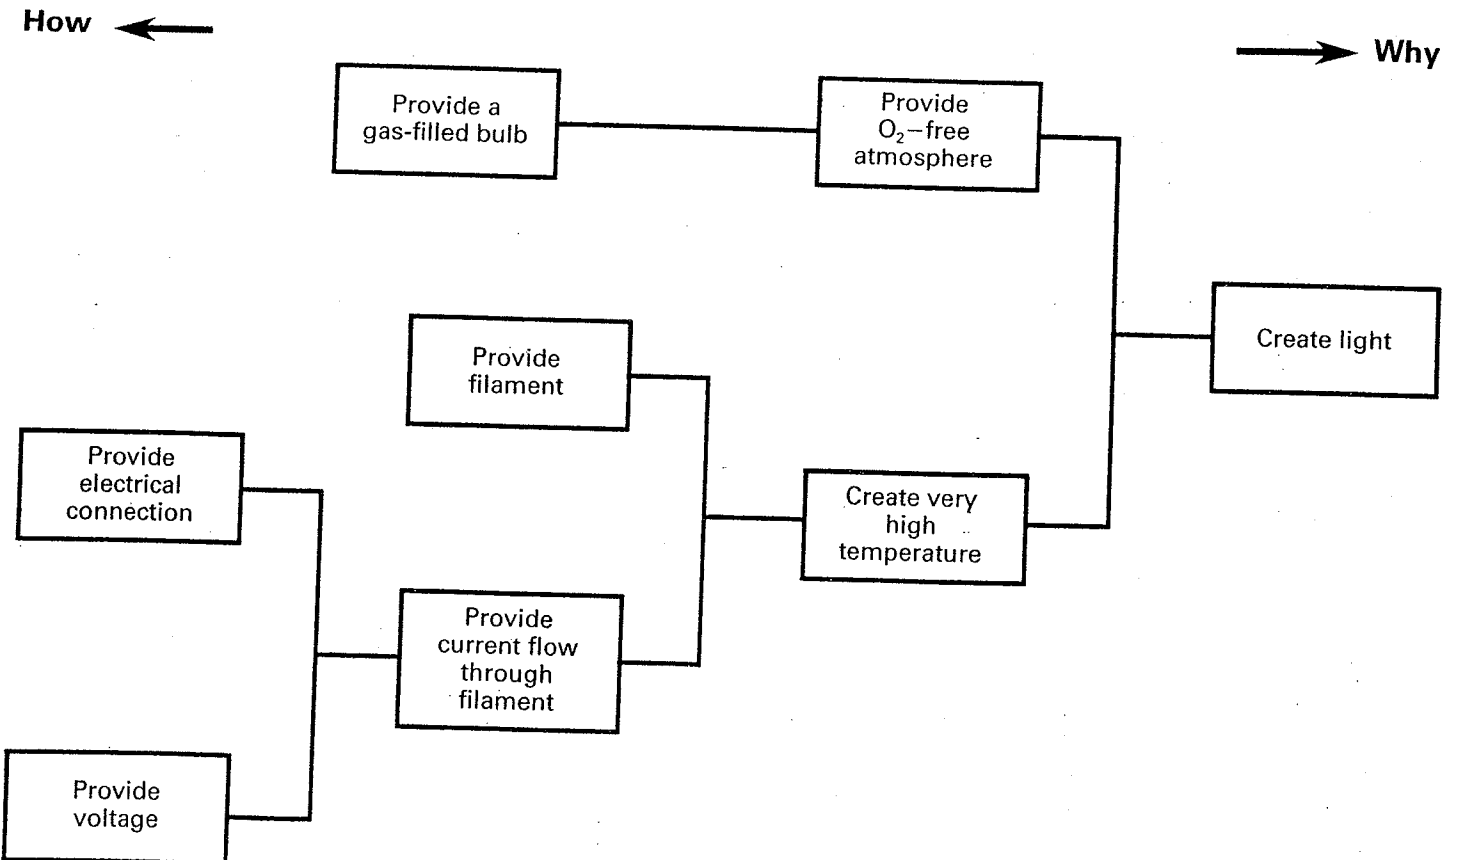 How
Why
Provide a
gas-filled bulb
Provide
O₂–free
atmosphere
Create light
Provide
filament
Provide
electrical
connection
Create very
high
temperature
Provide
current flow
through
filament
Provide
voltage